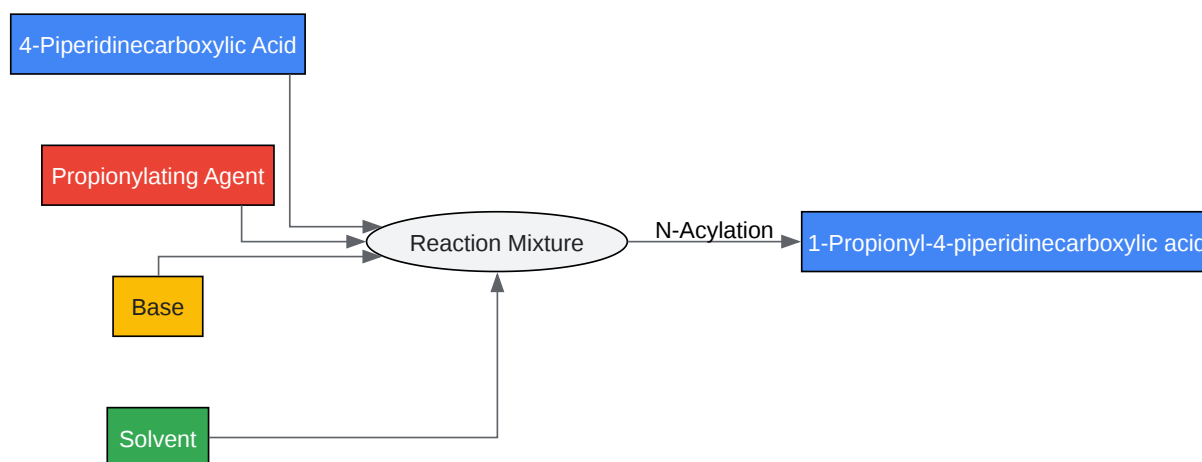 4-Piperidinecarboxylic Acid
Propionylating Agent
Base
Solvent
Reaction Mixture
N-Acylation
1-Propionyl-4-piperidinecarboxylic acid